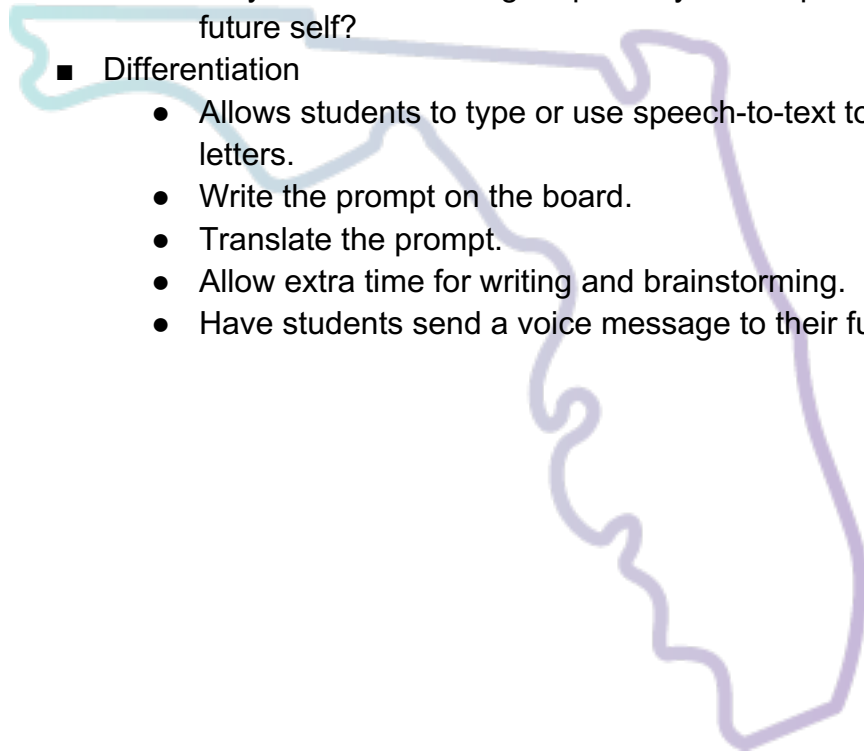 future self?
■ Differentiation
● Allows students to type or use speech-to-text to
letters.
● Write the prompt on the board.
● Translate the prompt.
● Allow extra time for writing and brainstorming.
● Have students send a voice message to their fu